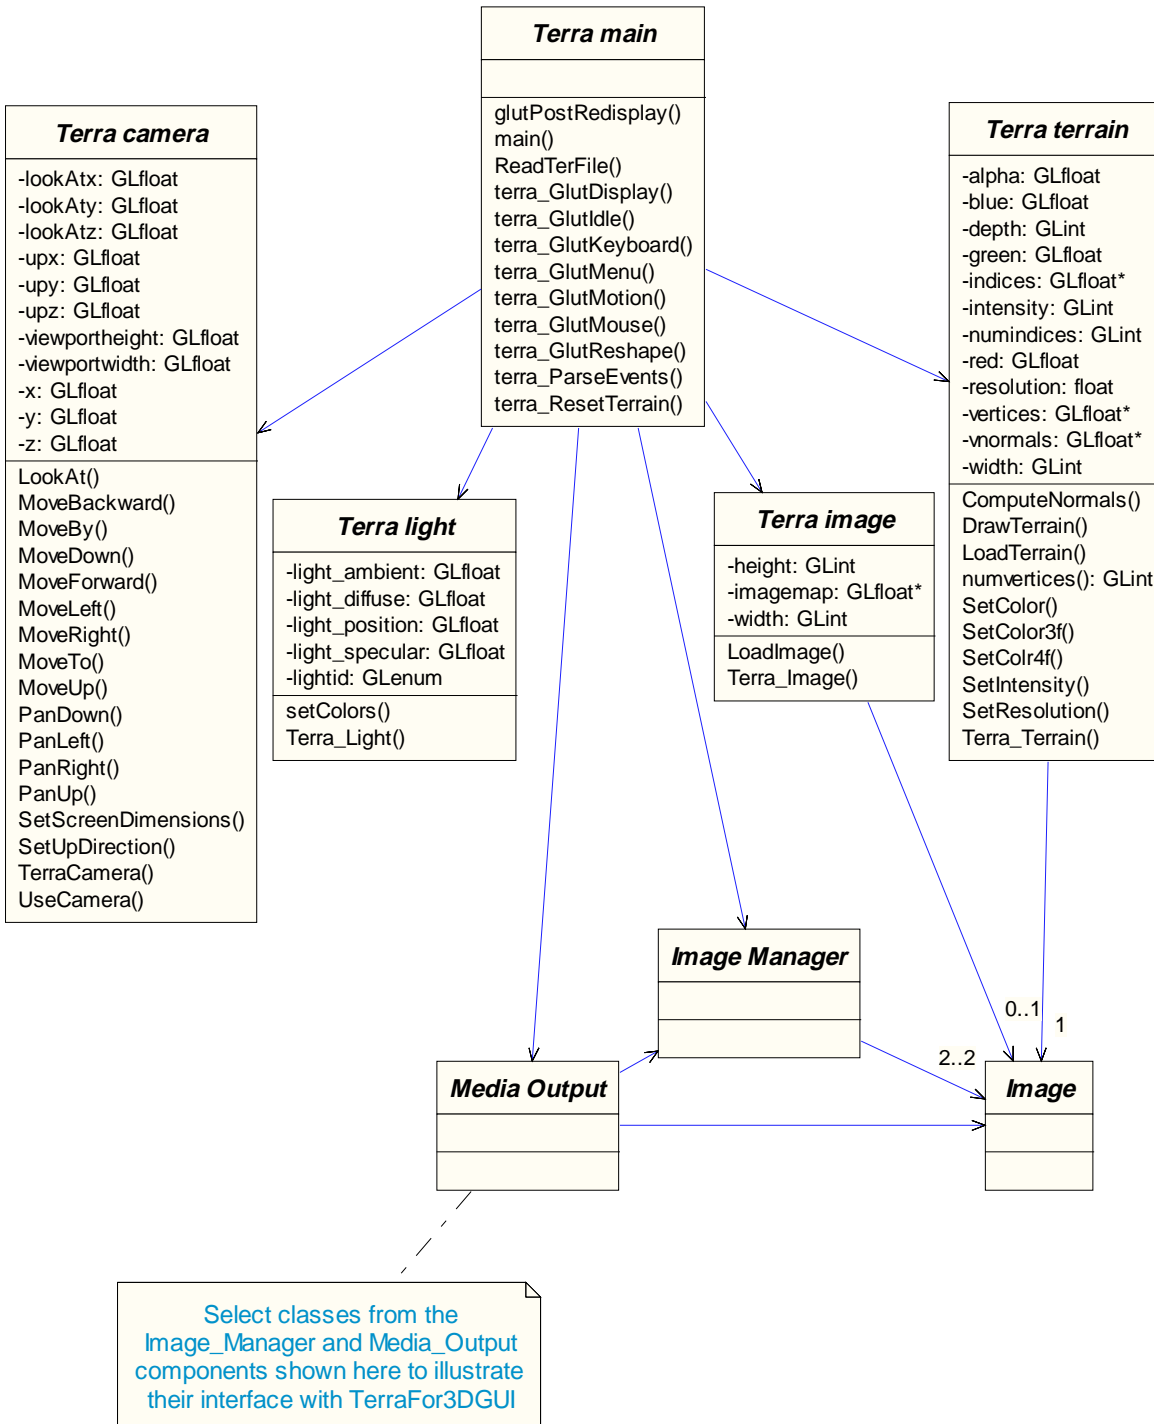 Terra main
glutPostRedisplay()
main()
ReadTerFile()
terra_GlutDisplay()
terra_GlutIdle()
terra_GlutKeyboard()
terra_GlutMenu()
terra_GlutMotion()
terra_GlutMouse()
terra_GlutReshape()
terra_ParseEvents()
terra_ResetTerrain()
Terra camera
-lookAtx: GLfloat
-lookAty: GLfloat
-lookAtz: GLfloat
-upx: GLfloat
-upy: GLfloat
-upz: GLfloat
-viewportheight: GLfloat
-viewportwidth: GLfloat
-x: GLfloat
-y: GLfloat
-z: GLfloat
LookAt()
MoveBackward()
MoveBy()
MoveDown()
MoveForward()
MoveLeft()
MoveRight()
MoveTo()
MoveUp()
PanDown()
PanLeft()
PanRight()
PanUp()
SetScreenDimensions()
SetUpDirection()
TerraCamera()
UseCamera()
Terra terrain
-alpha: GLfloat
-blue: GLfloat
-depth: GLint
-green: GLfloat
-indices: GLfloat*
-intensity: GLint
-numindices: GLint
-red: GLfloat
-resolution: float
-vertices: GLfloat*
-vnormals: GLfloat*
-width: GLint
ComputeNormals()
DrawTerrain()
LoadTerrain()
numvertices(): GLint
SetColor()
SetColor3f()
SetColr4f()
SetIntensity()
SetResolution()
Terra_Terrain()
Terra light
-light_ambient: GLfloat
-light_diffuse: GLfloat
-light_position: GLfloat
-light_specular: GLfloat
-lightid: GLenum
setColors()
Terra_Light()
Terra image
-height: GLint
-imagemap: GLfloat*
-width: GLint
LoadImage()
Terra_Image()
Image Manager
0..1
1
2..2
Media Output
Image
Select classes from the
Image_Manager and Media_Output
components shown here to illustrate
their interface with TerraFor3DGUI